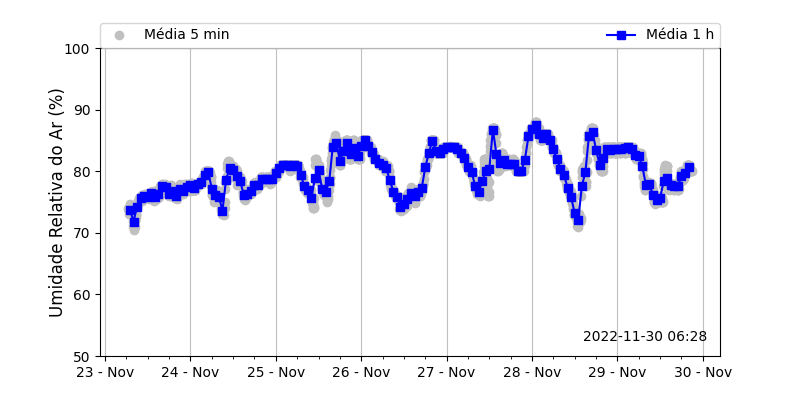 Média 5 min
Média 1 h
Umidade Relativa do Ar (%)
100
90
80
70
60
50
2022-11-30 06:28
23 - Nov
24 - Nov
25 - Nov
26 - Nov
27 - Nov
28 - Nov
29 - Nov
30 - Nov